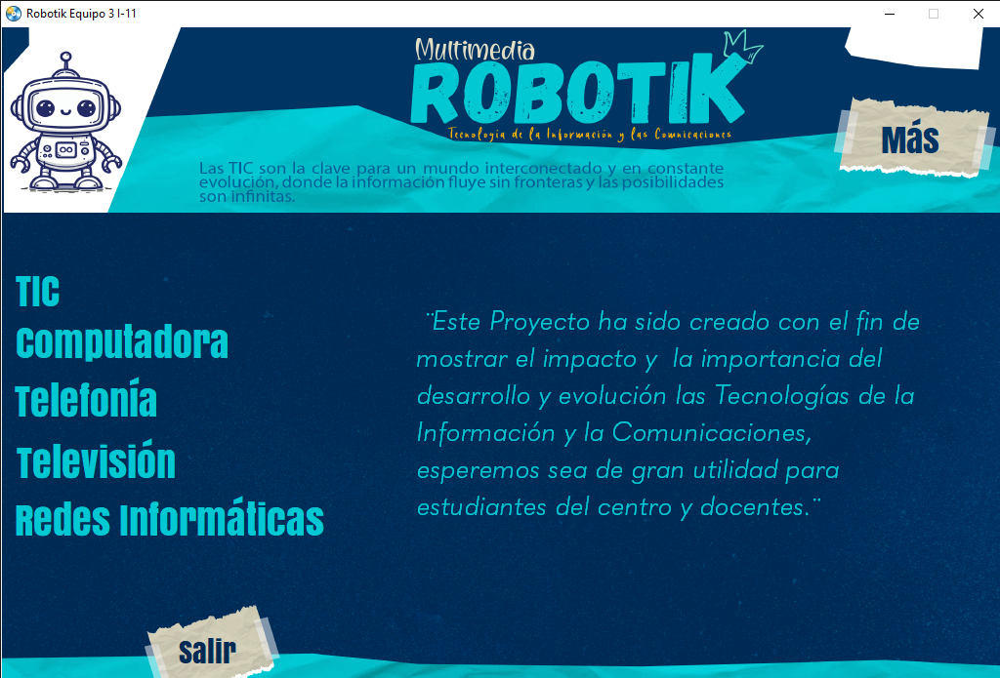 Robotik Equipo 3 I-11
Multimedia
ROBOTIK
Tecnología de la Información y las Comnicaciones
Más
Las TIC son la clave para un mundo interconectado y en constante
evolución, donde la información fluye sin fronteras y las posibilidades
son infinitas.
TIC
Computadora
Telefonía
Televisión
Redes Informáticas
¨Este Proyecto ha sido creado con el fin de
mostrar el impacto y  la importancia del
desarrollo y evolución las Tecnologías de la
Información y la Comunicaciones,
esperemos sea de gran utilidad para
estudiantes del centro y docentes.¨
salir